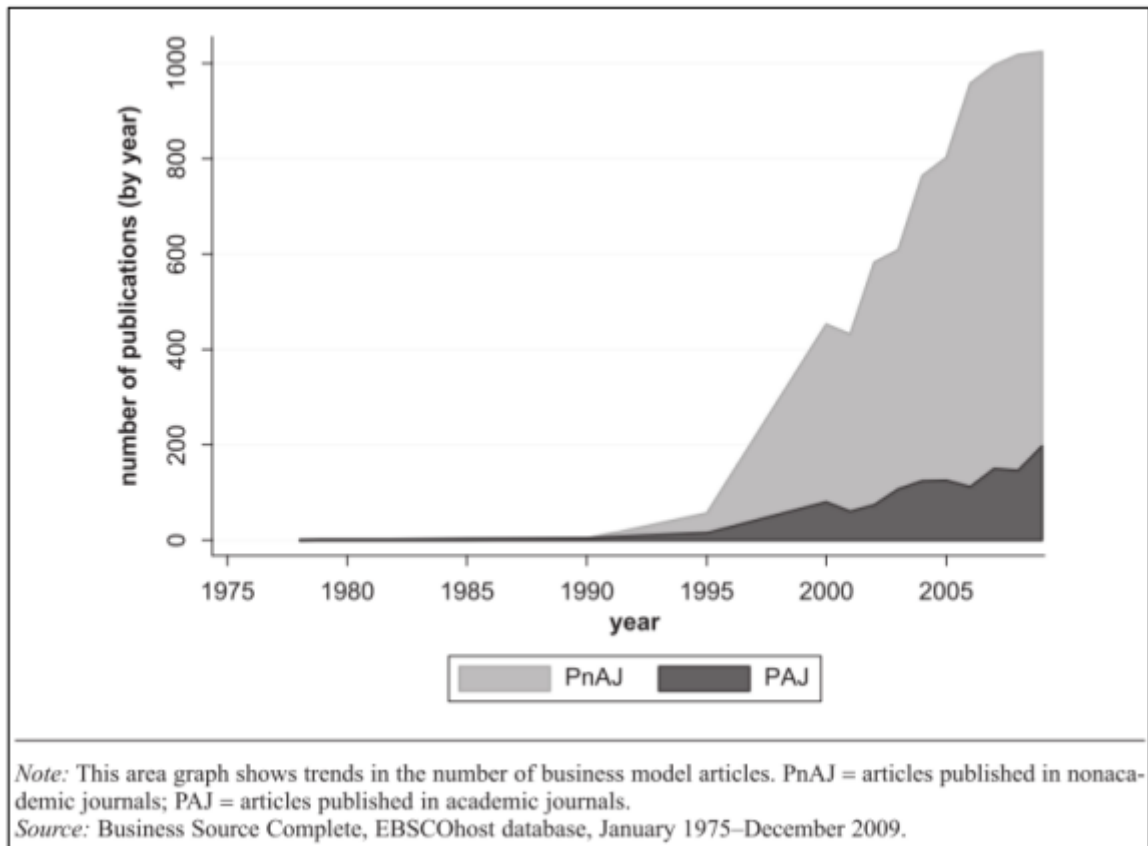 number of publications (by year)
1000
800
600
400
200
0
1975 1980 1985 1990 1995 2000 2005
year
PnAJ PAJ
Note: This area graph shows trends in the number of business model articles. PnAJ = articles published in nonaca-
demic journals; PAJ = articles published in academic journals.
Source: Business Source Complete, EBSCOhost database, January 1975–December 2009.